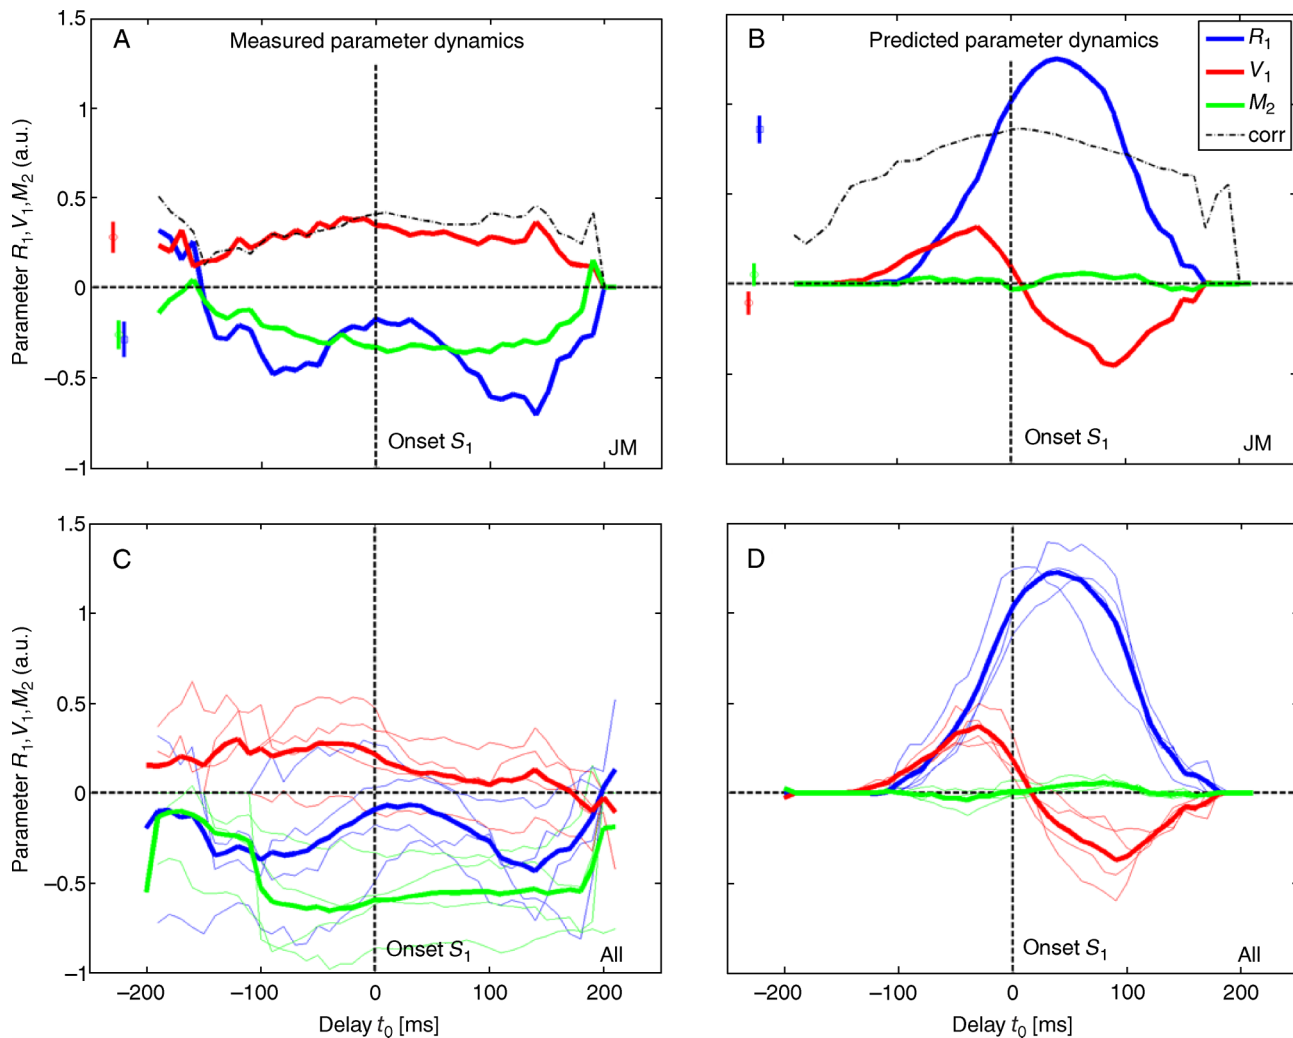 A
Measured parameter dynamics
B
Predicted parameter dynamics
R1
V1
M2
corr
Parameter R1, V1, M2 (a.u.)
1.5
1
0.5
0
−0.5
−1
Onset S1
JM
Onset S1
JM
C
D
Parameter R1, V1, M2 (a.u.)
1.5
1
0.5
0
−0.5
−1
Onset S1
All
Onset S1
All
−200
−100
0
100
200
−200
−100
0
100
200
Delay t0 [ms]
Delay t0 [ms]